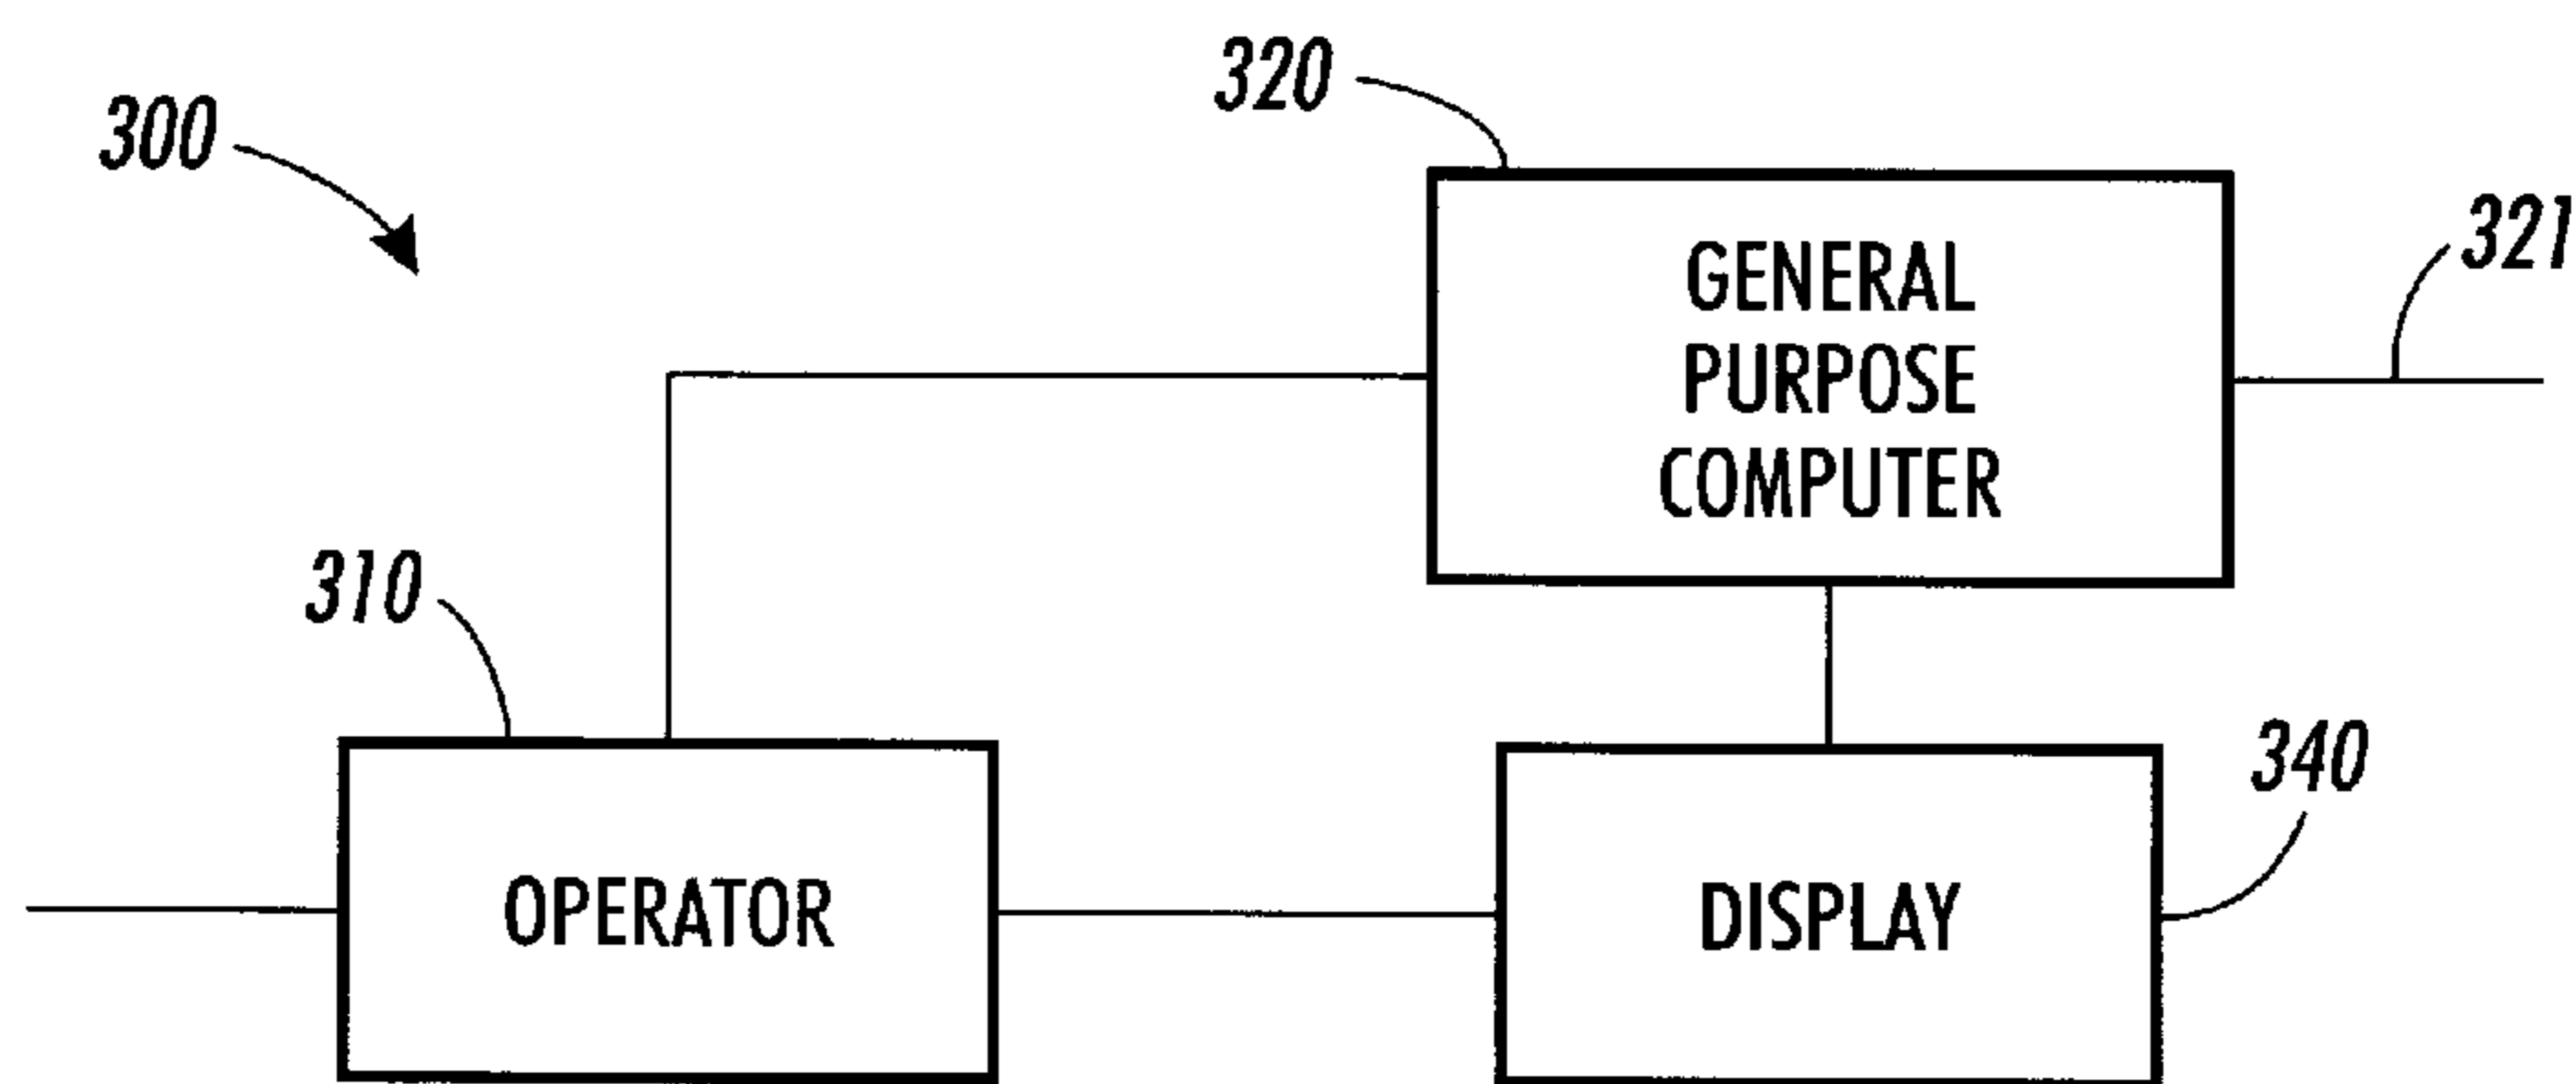 320
300
321
GENERAL
PURPOSE
COMPUTER
310
340
OPERATOR
DISPLAY